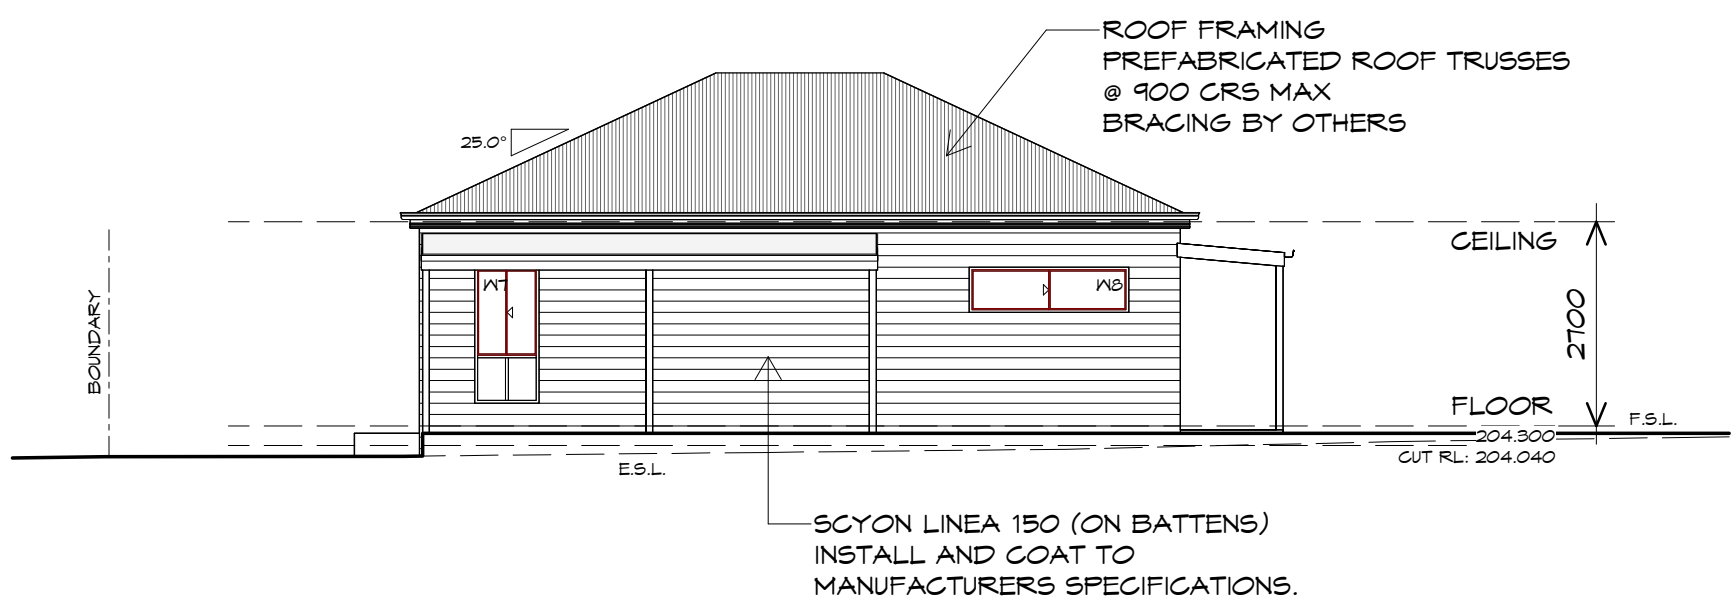 ROOF FRAMING
PREFABRICATED ROOF TRUSSES
@ 900 CRS MAX
BRACING BY OTHERS
25.0°
CEILING
W7
W8
BOUNDARY
2700
FLOOR
F.S.L.
204.300
CUT RL: 204.040
E.S.L.
SCYON LINEA 150 (ON BATTENS)
INSTALL AND COAT TO
MANUFACTURERS SPECIFICATIONS.